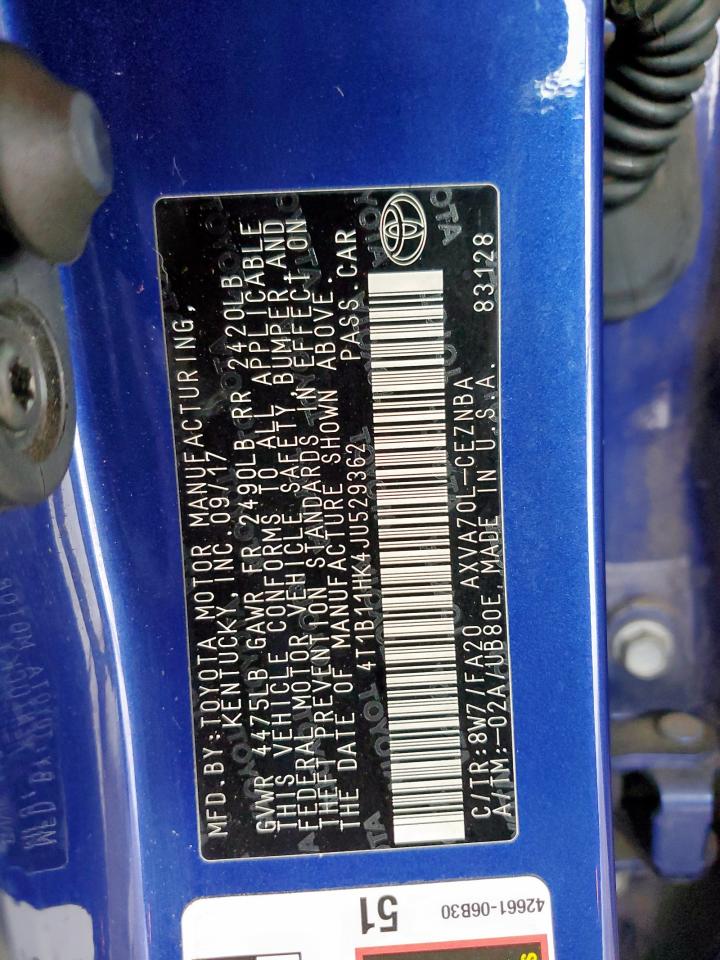 MFD.BY:TOYOTA MOTOR MANUFACTURING,
KENTUCKY, INC.09/17
GVWR 4475LB GAWR FR 2490LB RR 2420LB
THIS VEHICLE CONFORMS TO ALL APPLICABLE
FEDERAL MOTOR VEHICLE SAFETY, BUMPER AND
THEFT PREVENTION STANDARDS IN EFFECT ON
THE DATE OF MANUFACTURE SHOWN ABOVE.
4T1B11HK4JU529362 PASS.CAR
C/TR:8W7/FA20 AXVA70L-CEZNBA
A/TM:-02A/UB80E MADE IN U.S.A. 83128
51
42661-06B30